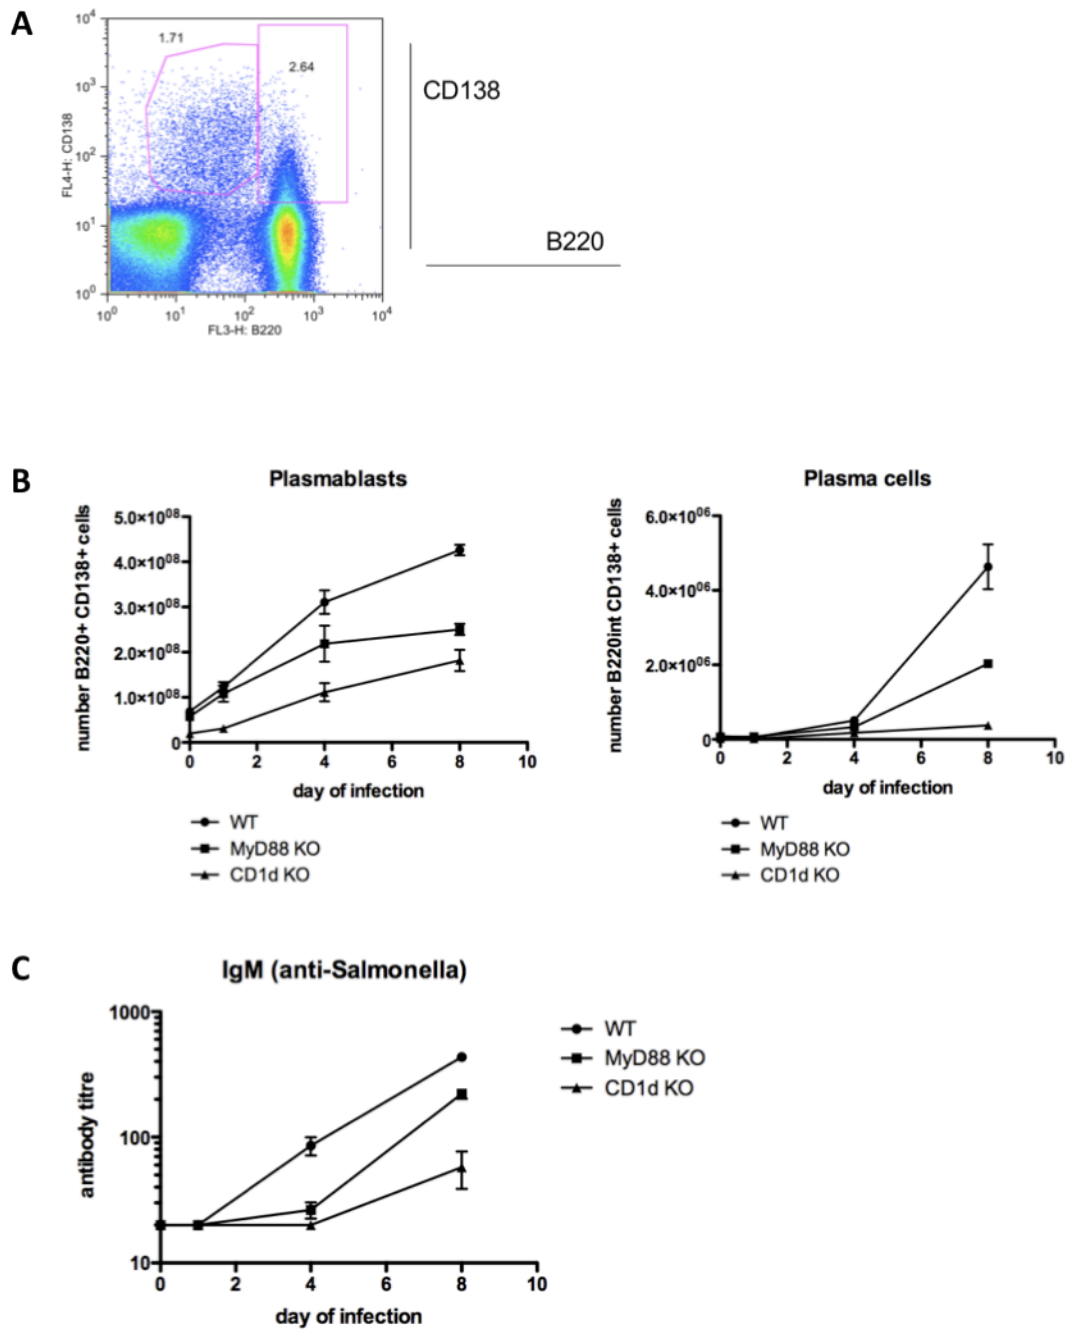 A
10⁴
10³
10²
10¹
10⁰
FL4-H: CD138
1.71
2.64
10⁰ 10¹ 10² 10³ 10⁴
FL3-H: B220
CD138
B220
B
Plasmablasts
number B220+ CD138+ cells
5.0×10⁰⁸
4.0×10⁰⁸
3.0×10⁰⁸
2.0×10⁰⁸
1.0×10⁰⁸
0
0 2 4 6 8 10
day of infection
WT
MyD88 KO
CD1d KO
Plasma cells
number B220int CD138+ cells
6.0×10⁰⁶
4.0×10⁰⁶
2.0×10⁰⁶
0
0 2 4 6 8 10
day of infection
WT
MyD88 KO
CD1d KO
C
IgM (anti-Salmonella)
antibody titre
1000
100
10
0 2 4 6 8 10
day of infection
WT
MyD88 KO
CD1d KO